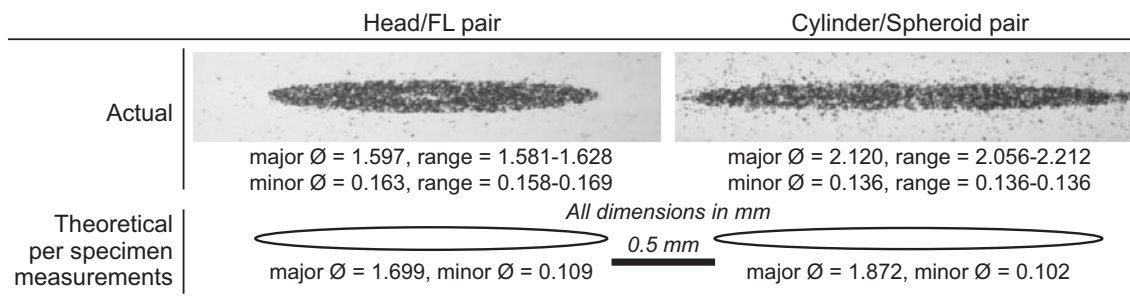 Head/FL pair
Cylinder/Spheroid pair
Actual
major Ø = 1.597, range = 1.581-1.628
minor Ø = 0.163, range = 0.158-0.169
major Ø = 2.120, range = 2.056-2.212
minor Ø = 0.136, range = 0.136-0.136
All dimensions in mm
Theoretical
per specimen
measurements
0.5 mm
major Ø = 1.699, minor Ø = 0.109
major Ø = 1.872, minor Ø = 0.102